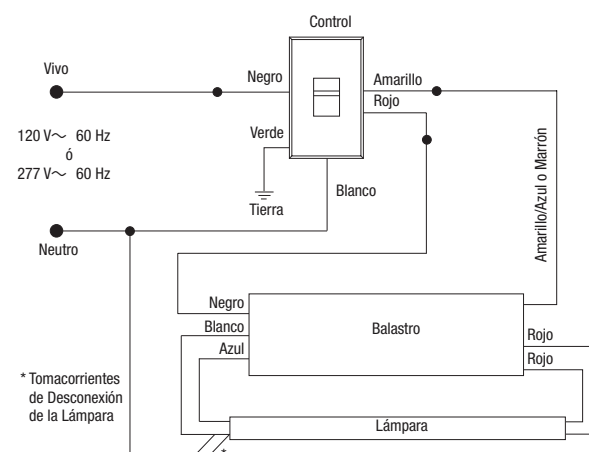 Control
Vivo
Negro
Amarillo
Rojo
120 V~ 60 Hz
ó
277 V~ 60 Hz
Verde
Tierra
Blanco
Amarillo/Azul o Marrón
Neutro
Negro
Blanco
Azul
Balastro
Rojo
Rojo
* Tomacorrientes
de Desconexión
de la Lámpara
Lámpara
*